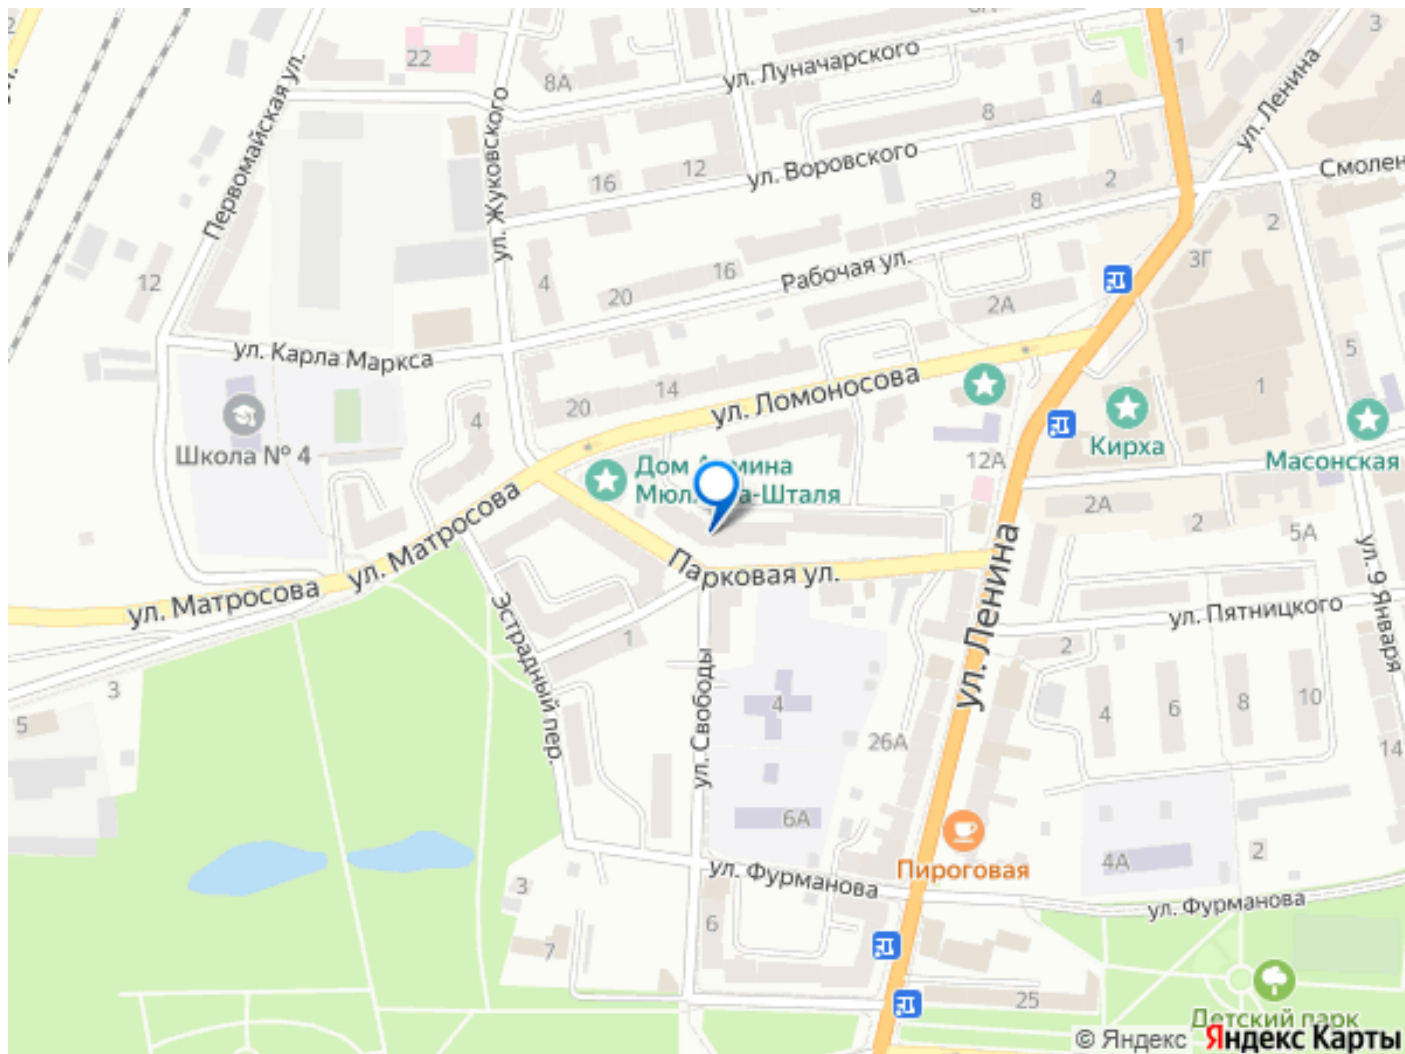 ул. Луначарского
22
8А
1
3
ул. Ленина
Первомайская ул.
ул. Жуковского
8
4
ул. Воровского
12
16
Смолен
2
8
2
3Г
12
4
16
20
Рабочая ул.
2А
ул. Карла Маркса
14
20
ул. Ломоносова
5
1
4
Школа № 4
Кирха
Масонская
12А
Дом А
мина
Мюл
а-Шталя
2А
2
5А
ул. Матросова
ул. Матросова
Парковая ул.
ул. Ленина
ул. 9 Января
ул. Пятницкого
Эстрадный пер.
1
2
ул. Свободы
3
5
4
26А
4
6
8
10
14
6А
Пироговая
4А
2
ул. Фурманова
ул. Фурманова
3
7
6
25
Детский парк
© Яндекс Яндекс Карты